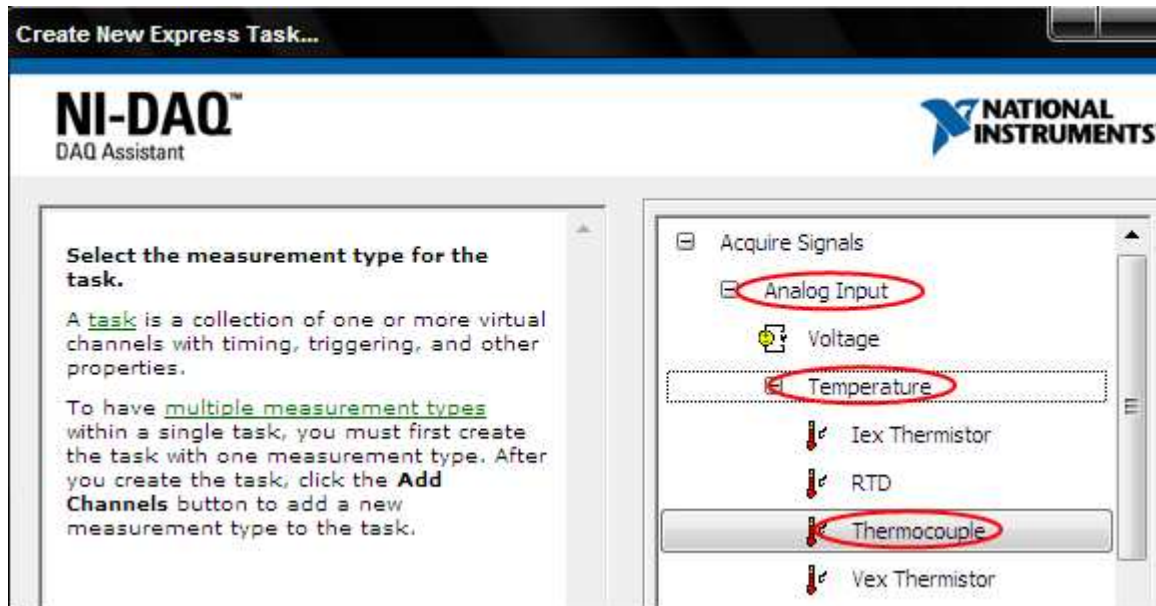 Create New Express Task...
NI-DAQ™
DAQ Assistant
NATIONAL
INSTRUMENTS
Select the measurement type for the
task.
A task is a collection of one or more virtual
channels with timing, triggering, and other
properties.
To have multiple measurement types
within a single task, you must first create
the task with one measurement type. After
you create the task, click the Add
Channels button to add a new
measurement type to the task.
Acquire Signals
Analog Input
Voltage
Temperature
Iex Thermistor
RTD
Thermocouple
Vex Thermistor